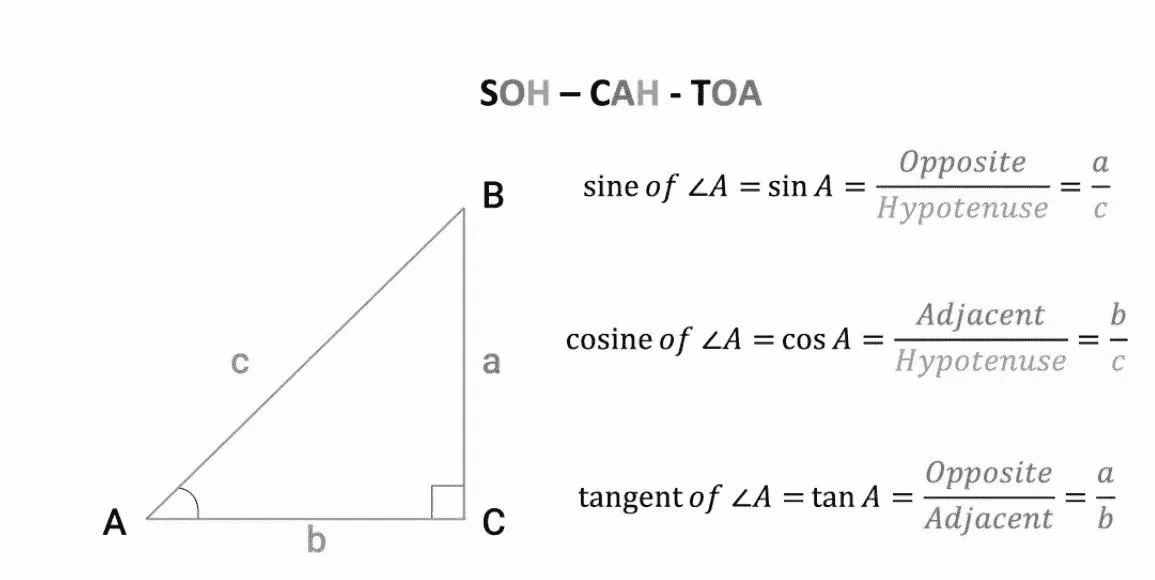 SOH – CAH - TOA
B
sine of ∠A = sin A = Opposite/Hypotenuse = a/c
c
a
cosine of ∠A = cos A = Adjacent/Hypotenuse = b/c
tangent of ∠A = tan A = Opposite/Adjacent = a/b
A
b
C